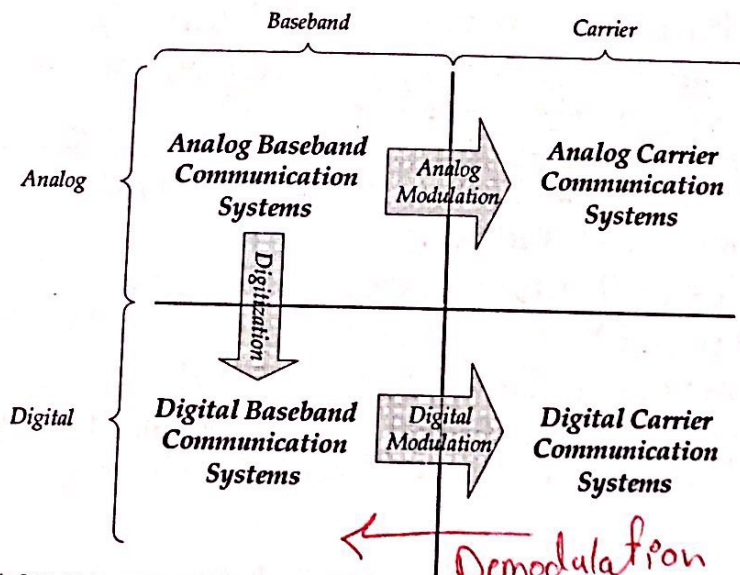 Baseband
Carrier
Analog
Analog Baseband
Communication
Systems
Analog
Modulation
Analog Carrier
Communication
Systems
Digitization
Digital
Digital Baseband
Communication
Systems
Digital
Modulation
Digital Carrier
Communication
Systems
Demodulation